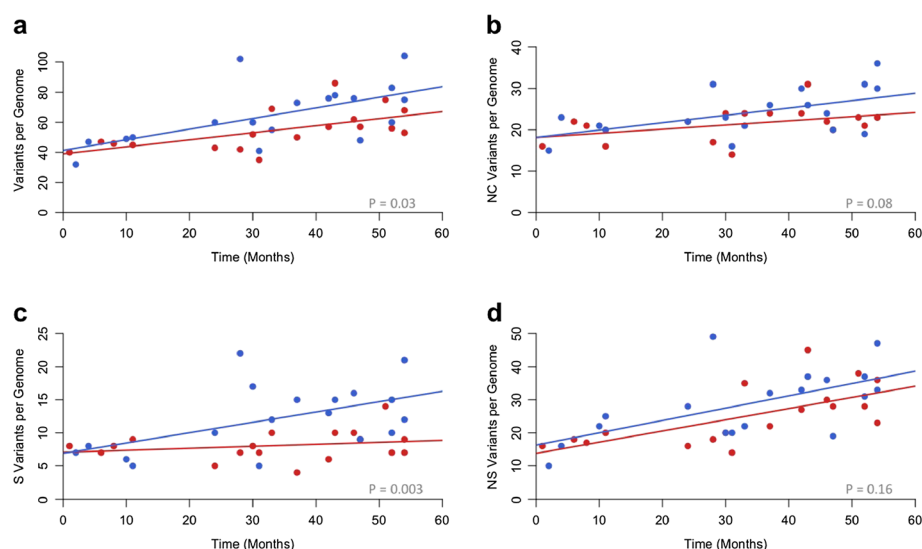 a
Variants per Genome
100
80
60
40
20
0
0 10 20 30 40 50 60
P = 0.03
Time (Months)
b
NC Variants per Genome
40
30
20
10
0
0 10 20 30 40 50 60
P = 0.08
Time (Months)
c
S Variants per Genome
25
20
15
10
5
0
0 10 20 30 40 50 60
P = 0.003
Time (Months)
d
NS Variants per Genome
50
40
30
20
10
0
0 10 20 30 40 50 60
P = 0.16
Time (Months)